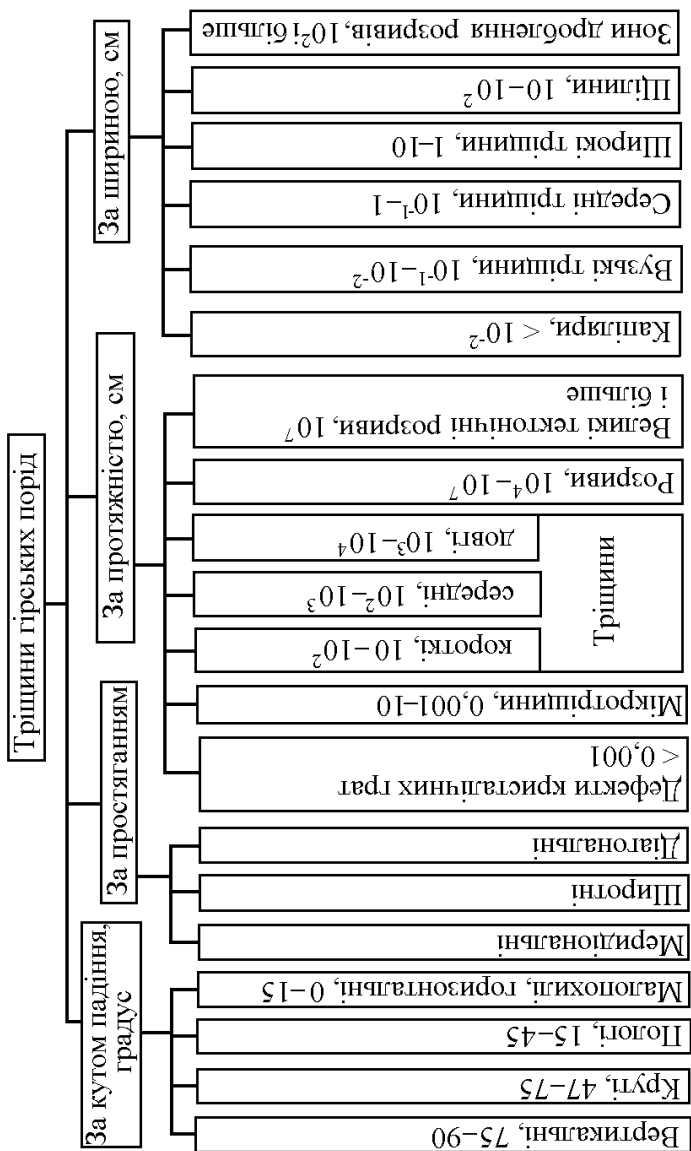 Тріщини гірських порід
За кутом падіння,
градус
Вертикальні, 75–90
Круті, 47–75
Пологі, 15–45
Малопохилі, горизонтальні, 0–15
За простяганням
Меридіональні
Широтні
Діагональні
За протяжністю, см
Дефекти кристалічних ґрат
< 0,001
Мікротріщини, 0,001–10
Тріщини
короткі, 10–10²
середні, 10²–10³
довгі, 10³–10⁴
Розриви, 10⁴–10⁷
Великі тектонічні розриви, 10⁷
і більше
За шириною, см
Капіляри, < 10⁻²
Вузькі тріщини, 10⁻¹–10⁻²
Середні тріщини, 10⁻¹–1
Широкі тріщини, 1–10
Щілини, 10–10²
Зони дроблення розривів, 10² і більше